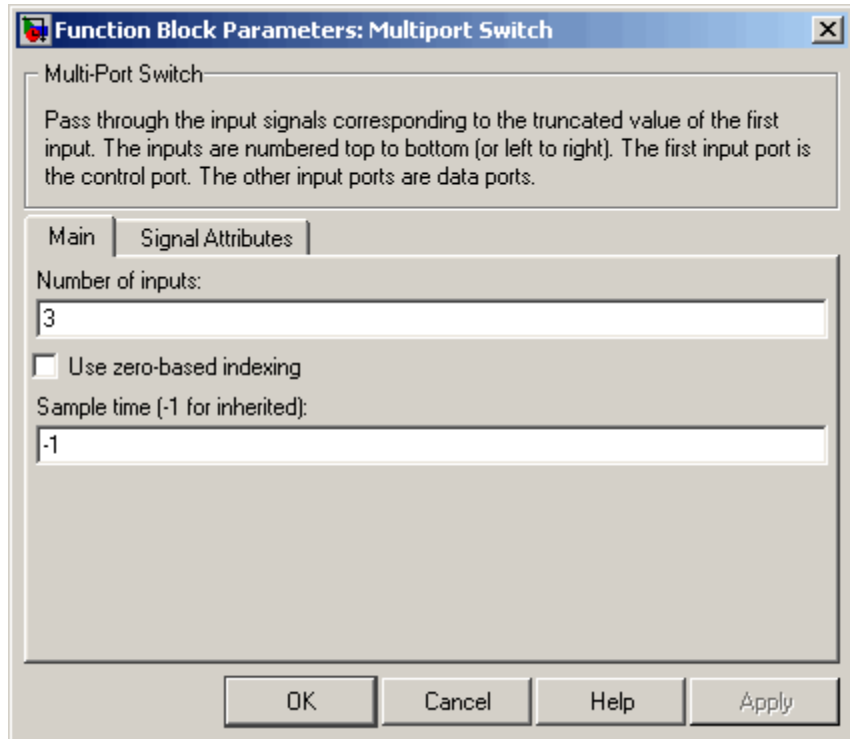 Function Block Parameters: Multiport Switch
Multi-Port Switch
Pass through the input signals corresponding to the truncated value of the first
input. The inputs are numbered top to bottom (or left to right). The first input port is
the control port. The other input ports are data ports.
Main
Signal Attributes
Number of inputs:
3
Use zero-based indexing
Sample time (-1 for inherited):
-1
OK
Cancel
Help
Apply